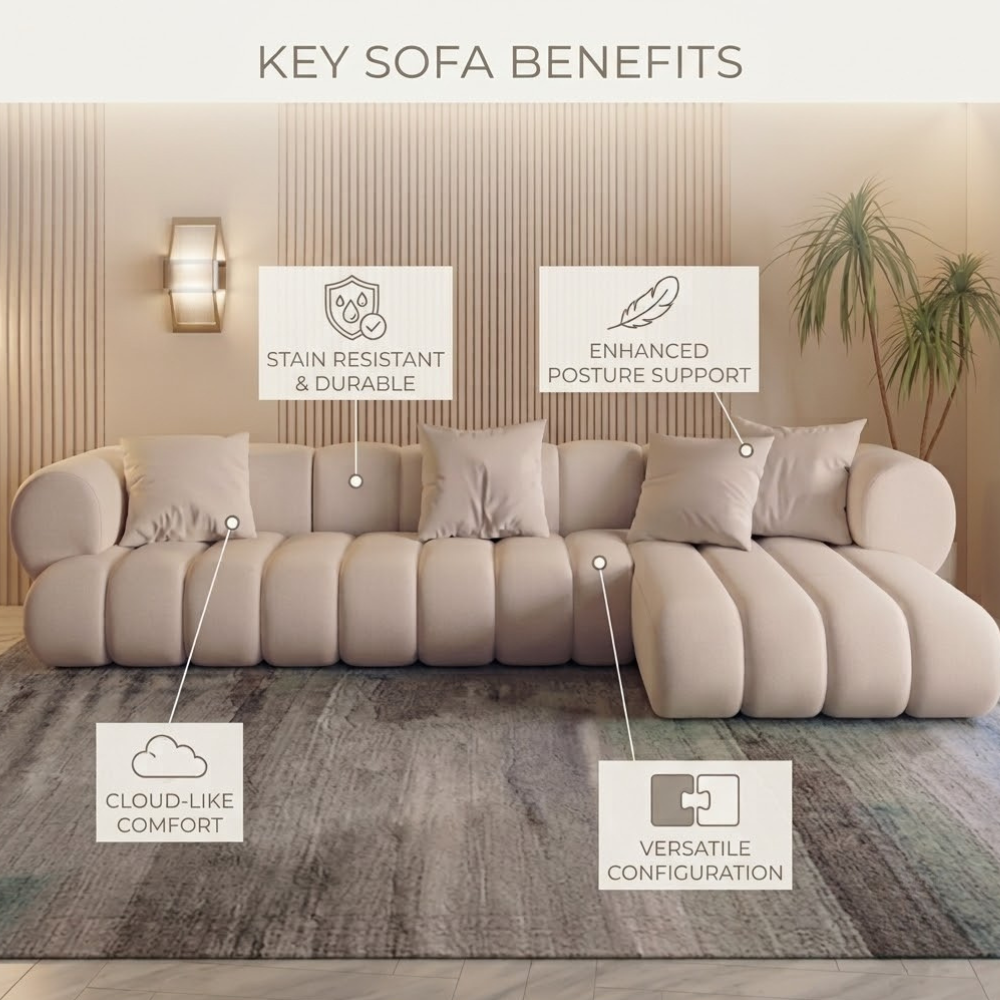 KEY SOFA BENEFITS
STAIN RESISTANT
& DURABLE
ENHANCED
POSTURE SUPPORT
CLOUD-LIKE
COMFORT
VERSATILE
CONFIGURATION